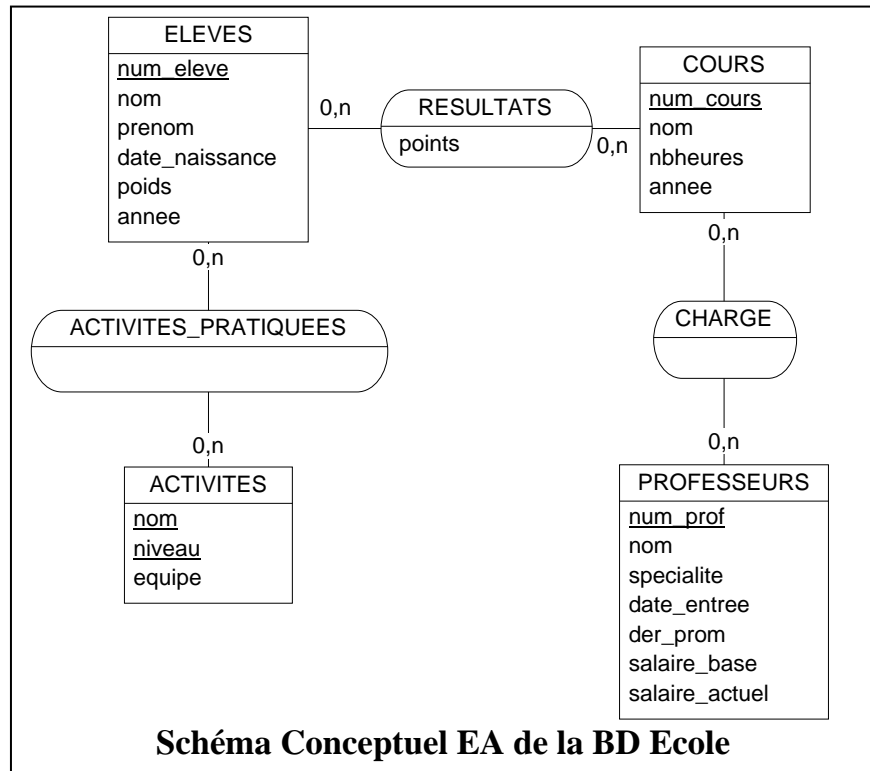 ELEVES
num_eleve
nom
prenom
date_naissance
poids
annee
0,n
RESULTATS
points
0,n
COURS
num_cours
nom
nbheures
annee
0,n
ACTIVITES_PRATIQUEES
0,n
ACTIVITES
nom
niveau
equipe
0,n
CHARGE
0,n
PROFESSEURS
num_prof
nom
specialite
date_entree
der_prom
salaire_base
salaire_actuel
Schéma Conceptuel EA de la BD Ecole